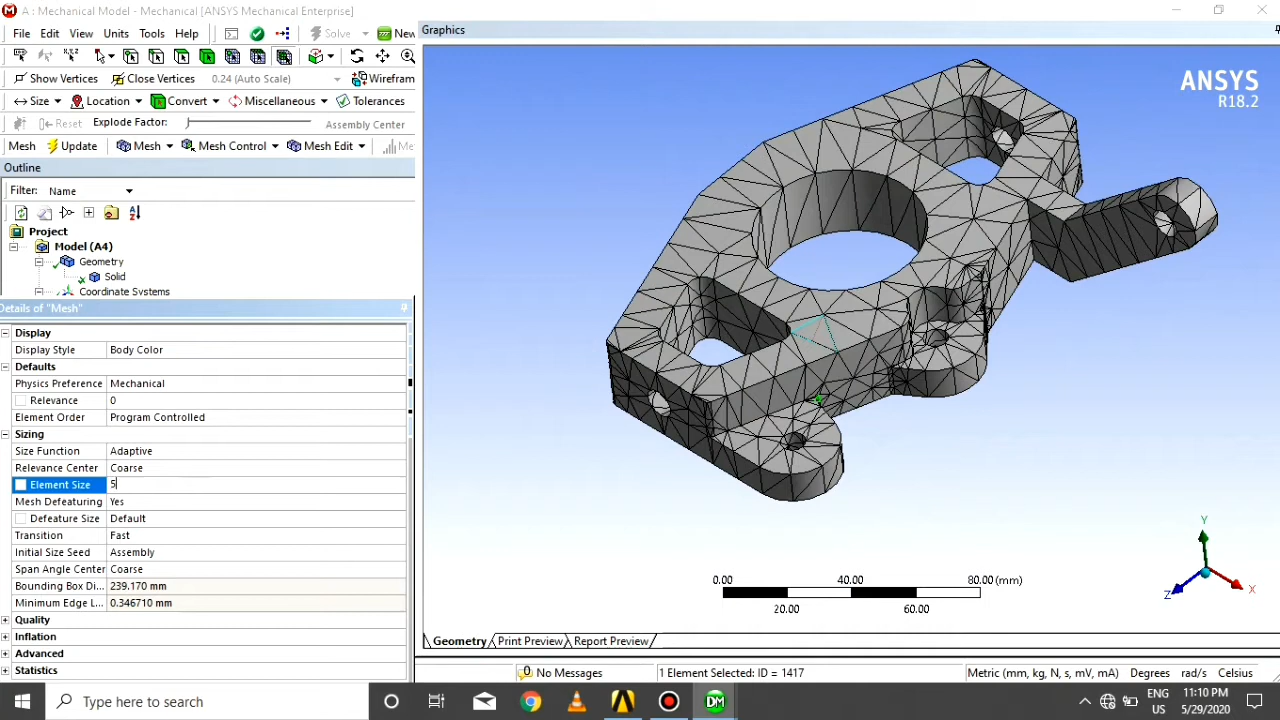 A : Mechanical Model - Mechanical [ANSYS Mechanical Enterprise]
File Edit View Units Tools Help Solve New
Show Vertices Close Vertices 0.24 (Auto Scale) Wirefram
Size Location Convert Miscellaneous Tolerances
Reset Explode Factor: Assembly Center
Mesh Update Mesh Mesh Control Mesh Edit Me
Outline
Filter: Name
Project
Model (A4)
Geometry
Solid
Coordinate Systems
Details of "Mesh"
Display
Display Style Body Color
Defaults
Physics Preference Mechanical
Relevance 0
Element Order Program Controlled
Sizing
Size Function Adaptive
Relevance Center Coarse
Element Size 5
Mesh Defeaturing Yes
Defeature Size Default
Transition Fast
Initial Size Seed Assembly
Span Angle Center Coarse
Bounding Box Di... 239.170 mm
Minimum Edge L... 0.346710 mm
Quality
Inflation
Advanced
Statistics
Graphics
ANSYS
R18.2
Y
X
Z
0.00 40.00 80.00 (mm)
20.00 60.00
Geometry Print Preview Report Preview
0 No Messages 1 Element Selected: ID = 1417 Metric (mm, kg, N, s, mV, mA) Degrees rad/s Celsius
Type here to search
DM
ENG
US
11:10 PM
5/29/2020